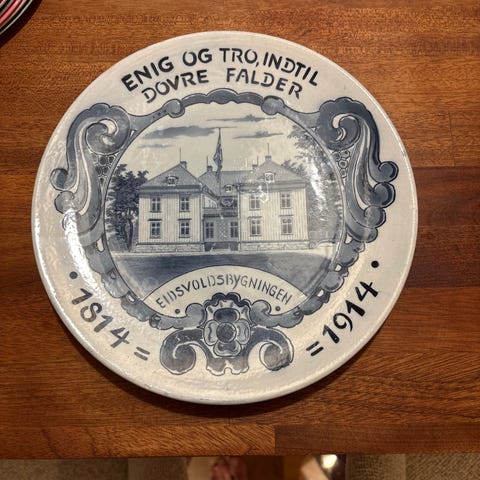 ENIG OG TRO, INDTIL
DOVRE FALDER
EIDSVOLDSBYGNINGEN
• 1814 =
= 1914 •